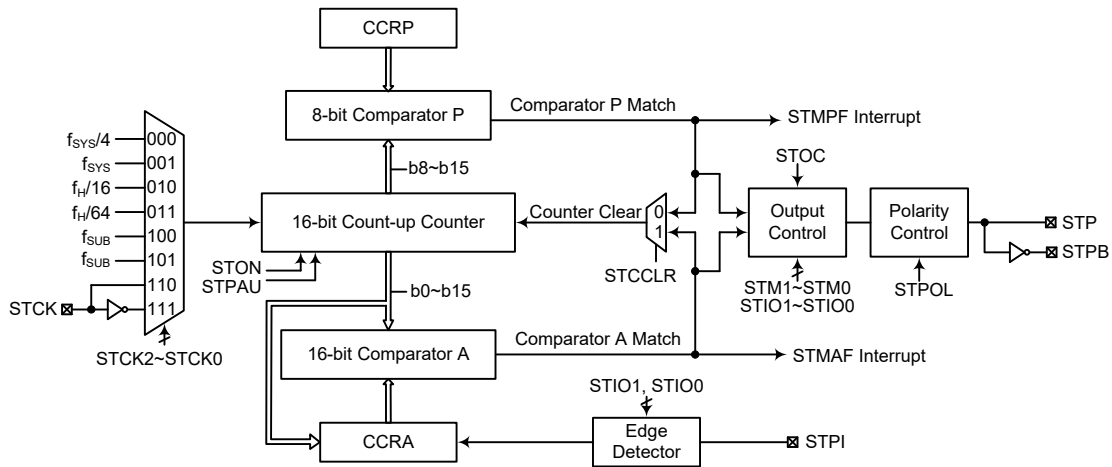 CCRP
8-bit Comparator P
Comparator P Match
STMPF Interrupt
fSYS/4
000
fSYS
001
fH/16
010
fH/64
011
fSUB
100
fSUB
101
110
111
STCK
STCK2~STCK0
b8~b15
16-bit Count-up Counter
STON
STPAU
Counter Clear
0
1
STCCLR
STOC
Output
Control
STM1~STM0
STIO1~STIO0
Polarity
Control
STPOL
STP
STPB
b0~b15
16-bit Comparator A
Comparator A Match
STMAF Interrupt
STIO1, STIO0
CCRA
Edge
Detector
STPI